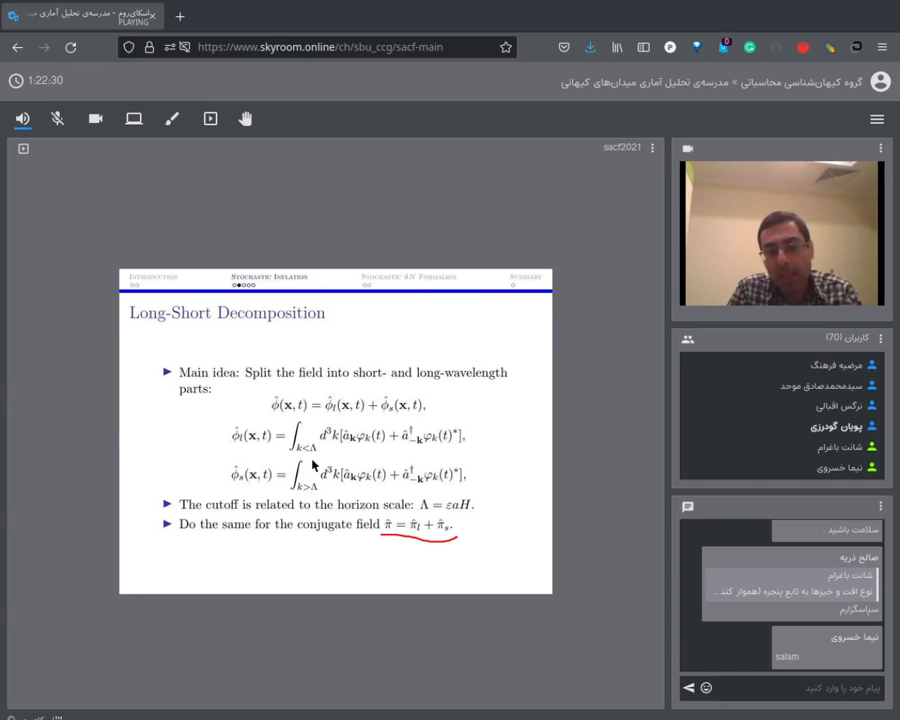 اسکای‌روم - مدرسه‌ی تحلیل آماری مید
PLAYING
https://www.skyroom.online/ch/sbu_ccg/sacf-main
0
1:22:30
گروه کیهان‌شناسی محاسباتی » مدرسه‌ی تحلیل آماری میدان‌های کیهانی
sacf2021
INTRODUCTION STOCHASTIC INFLATION STOCHASTIC δN FORMALISM SUMMARY
Long-Short Decomposition
Main idea: Split the field into short- and long-wavelength
parts:
φ̂(x, t) = φ̂_l(x, t) + φ̂_s(x, t),
φ̂_l(x, t) = ∫_{k<Λ} d³k[â_k φ_k(t) + â†_{−k} φ_k(t)*],
φ̂_s(x, t) = ∫_{k>Λ} d³k[â_k φ_k(t) + â†_{−k} φ_k(t)*],
The cutoff is related to the horizon scale: Λ = εaH.
Do the same for the conjugate field π̂ = π̂_l + π̂_s.
کاربران (70)
مرضیه فرهنگ
سیدمحمدصادق موحد
نرگس اقبالی
پویان گودرزی
شانت باغرام
نیما خسروی
سلامت باشید .
صالح ذریه
شانت باغرام
نوع افت و خیزها به تابع پنجره (هموار کنند...
سپاسگزارم
نیما خسروی
salam
پیام خود را وارد کنید